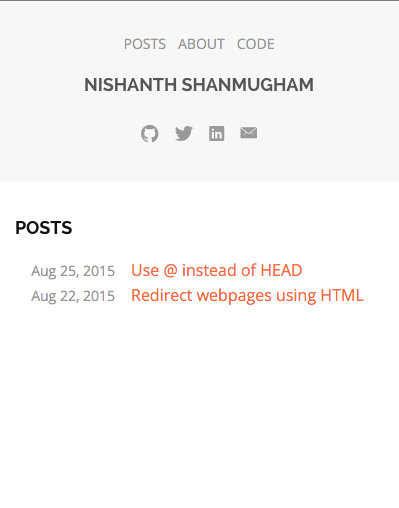 POSTS ABOUT CODE
NISHANTH SHANMUGHAM
POSTS
Aug 25, 2015 Use @ instead of HEAD
Aug 22, 2015 Redirect webpages using HTML